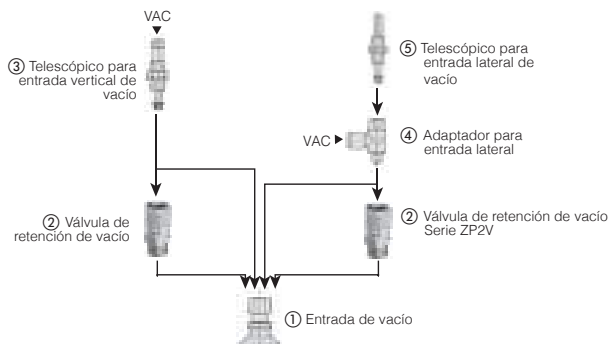 VAC
③ Telescópico para
entrada vertical de
vacío
⑤ Telescópico para
entrada lateral de
vacío
VAC
④ Adaptador para
entrada lateral
② Válvula de
retención de vacío
② Válvula de retención de vacío
Serie ZP2V
① Entrada de vacío